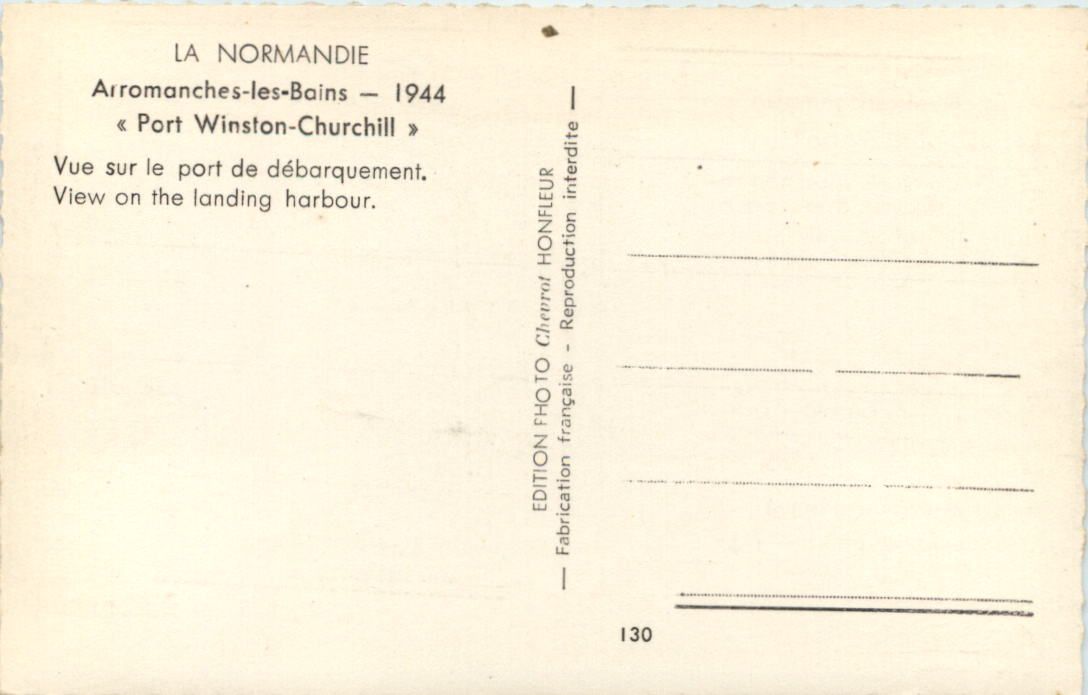 LA NORMANDIE
Arromanches-les-Bains — 1944
« Port Winston-Churchill »
Vue sur le port de débarquement.
View on the landing harbour.
EDITION FHOTO Chevrot HONFLEUR
— Fabrication française - Reproduction interdite —
130